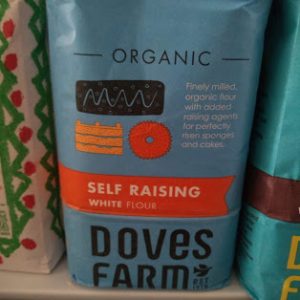 ORGANIC
Finely milled,
organic flour
with added
raising agents
for perfectly
risen sponges
and cakes.
SELF RAISING
WHITE FLOUR
DOVES
FARM
D